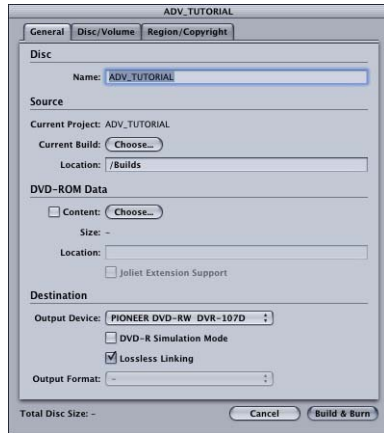 ADV_TUTORIAL
General Disc/Volume Region/Copyright
Disc
Name: ADV_TUTORIAL
Source
Current Project: ADV_TUTORIAL
Current Build: Choose...
Location: /Builds
DVD-ROM Data
Content: Choose...
Size: -
Location:
Joliet Extension Support
Destination
Output Device: PIONEER DVD-RW DVR-107D
DVD-R Simulation Mode
Lossless Linking
Output Format: -
Total Disc Size: - Cancel Build & Burn